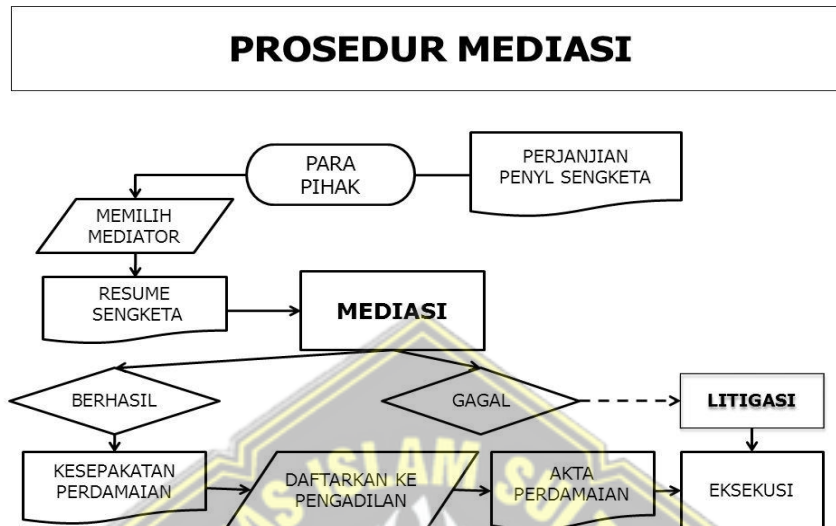 PROSEDUR MEDIASI
PARA
PIHAK
PERJANJIAN
PENYL SENGKETA
MEMILIH
MEDIATOR
RESUME
SENGKETA
MEDIASI
BERHASIL
GAGAL
LITIGASI
KESEPAKATAN
PERDAMAIAN
DAFTARKAN KE
PENGADILAN
AKTA
PERDAMAIAN
EKSEKUSI
ISLAM